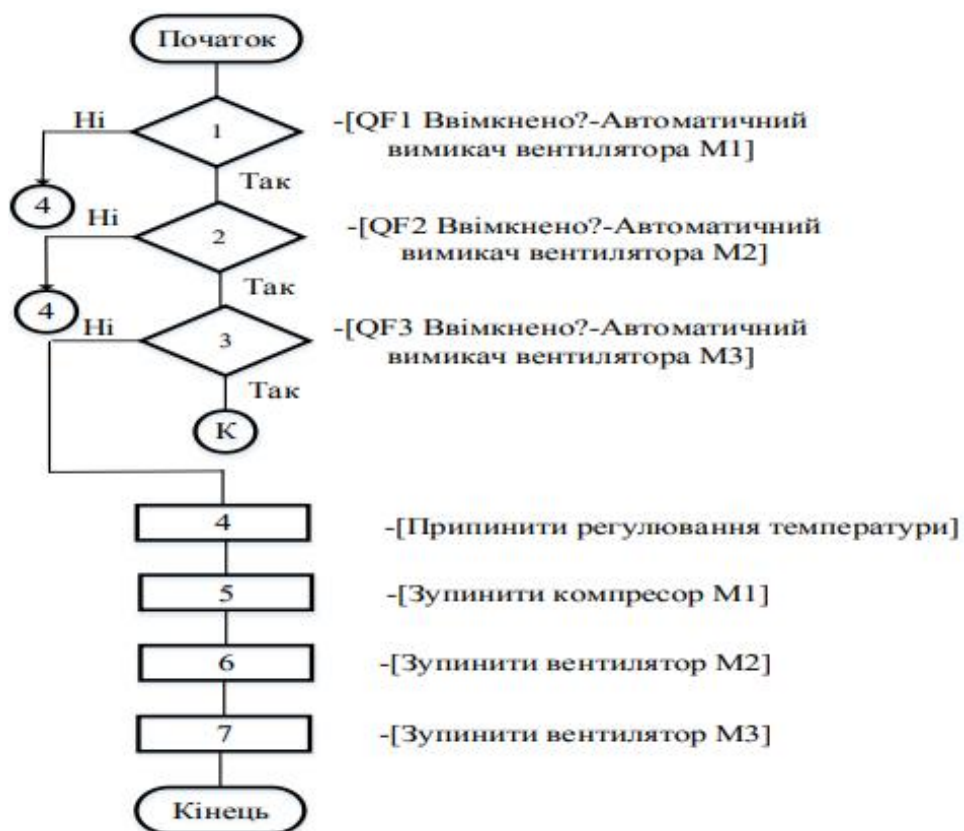 Початок
Ні
1
-[QF1 Ввімкнено?-Автоматичний
вимикач вентилятора М1]
Так
4
Ні
2
-[QF2 Ввімкнено?-Автоматичний
вимикач вентилятора М2]
Так
4
Ні
3
-[QF3 Ввімкнено?-Автоматичний
вимикач вентилятора М3]
Так
К
4
-[Припинити регулювання температури]
5
-[Зупинити компресор М1]
6
-[Зупинити вентилятор М2]
7
-[Зупинити вентилятор М3]
Кінець